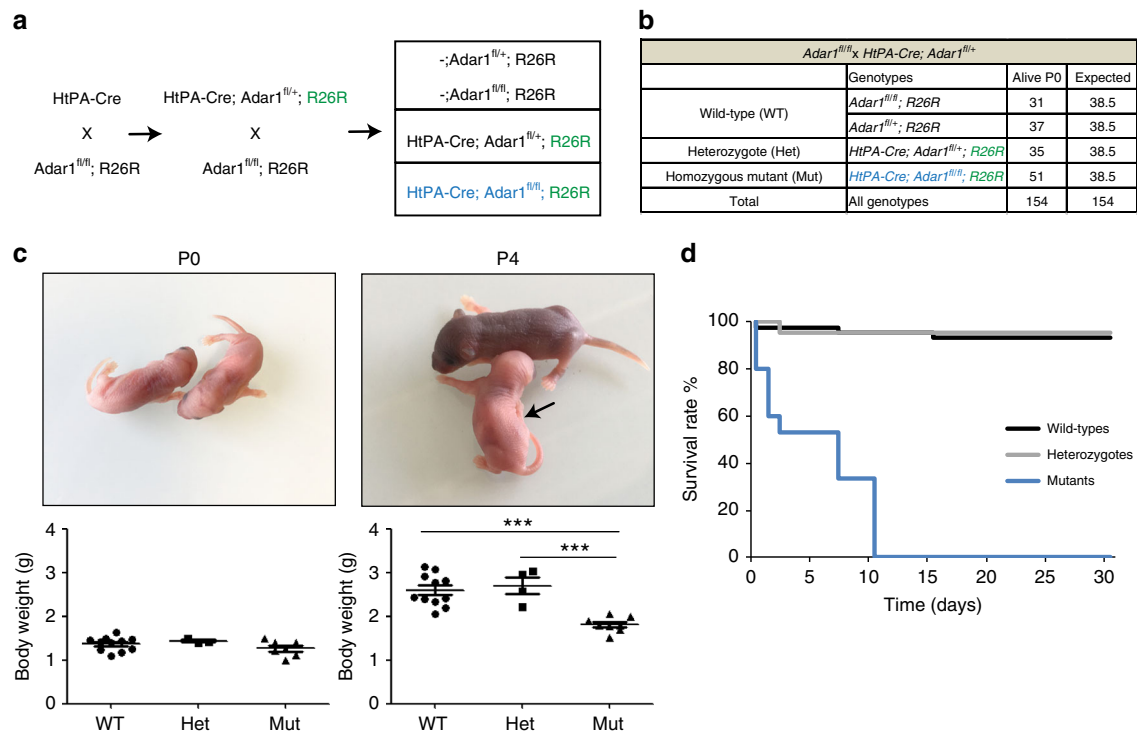 a
HtPA-Cre
X
Adar1fl/fl; R26R
HtPA-Cre; Adar1fl/+; R26R
X
Adar1fl/fl; R26R
-;Adar1fl/+; R26R
-;Adar1fl/fl; R26R
HtPA-Cre; Adar1fl/+; R26R
HtPA-Cre; Adar1fl/fl; R26R
b
Adar1fl/fl x HtPA-Cre; Adar1fl/+
Genotypes Alive P0 Expected
Wild-type (WT) Adar1fl/fl; R26R 31 38.5
Adar1fl/+; R26R 37 38.5
Heterozygote (Het) HtPA-Cre; Adar1fl/+; R26R 35 38.5
Homozygous mutant (Mut) HtPA-Cre; Adar1fl/fl; R26R 51 38.5
Total All genotypes 154 154
c
P0
P4
Body weight (g)
4
3
2
1
0
WT Het Mut
Body weight (g)
4
3
2
1
0
***
***
WT Het Mut
d
Survival rate %
100
80
60
40
20
0
0 5 10 15 20 25 30
Time (days)
Wild-types
Heterozygotes
Mutants